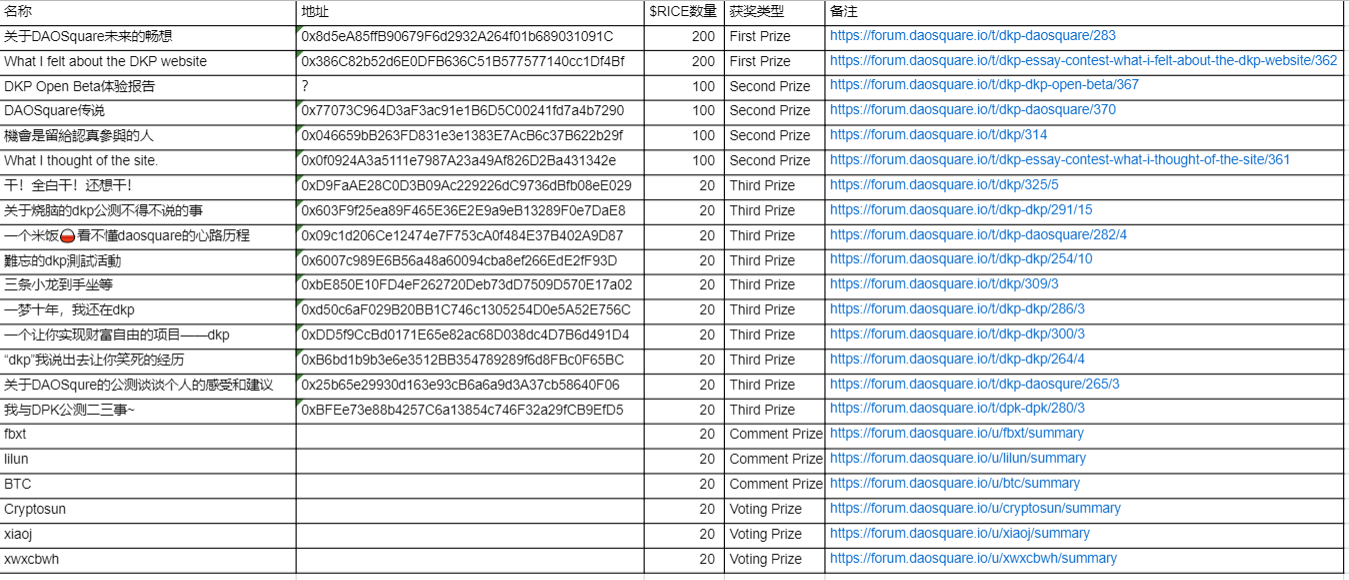 名称 地址 $RICE数量 获奖类型 备注
关于DAOSquare未来的畅想 0x8d5eA85ffB90679F6d2932A264f01b689031091C 200 First Prize https://forum.daosquare.io/t/dkp-daosquare/283
What I felt about the DKP website 0x386C82b52d6E0DFB636C51B577577140cc1Df4Bf 200 First Prize https://forum.daosquare.io/t/dkp-essay-contest-what-i-felt-about-the-dkp-website/362
DKP Open Beta体验报告 ? 100 Second Prize https://forum.daosquare.io/t/dkp-dkp-open-beta/367
DAOSquare传说 0x77073C964D3aF3ac91e1B6D5C00241fd7a4b7290 100 Second Prize https://forum.daosquare.io/t/dkp-daosquare/370
機會是留給認真參與的人 0x046659bB263FD831e3e1383E7AcB6c37B622b29f 100 Second Prize https://forum.daosquare.io/t/dkp/314
What I thought of the site. 0x0f0924A3a5111e7987A23a49Af826D2Ba431342e 100 Second Prize https://forum.daosquare.io/t/dkp-essay-contest-what-i-thought-of-the-site/361
干！全白干！还想干！ 0xD9FaAE28C0D3B09Ac229226dC9736dBfb08eE029 20 Third Prize https://forum.daosquare.io/t/dkp/325/5
关于烧脑的dkp公测不得不说的事 0x603F9f25ea89F465E36E2E9a9eB13289F0e7DaE8 20 Third Prize https://forum.daosquare.io/t/dkp-dkp/291/15
一个米饭🍚看不懂daosquare的心路历程 0x09c1d206Ce12474e7F753cA0f484E37B402A9D87 20 Third Prize https://forum.daosquare.io/t/dkp-daosquare/282/4
難忘的dkp測試活動 0x6007c989E6B56a48a60094cba8ef266EdE2fF93D 20 Third Prize https://forum.daosquare.io/t/dkp-dkp/254/10
三条小龙到手坐等 0xbE850E10FD4eF262720Deb73dD7509D570E17a02 20 Third Prize https://forum.daosquare.io/t/dkp/309/3
一梦十年，我还在dkp 0xd50c6aF029B20BB1C746c1305254D0e5A52E756C 20 Third Prize https://forum.daosquare.io/t/dkp-dkp/286/3
一个让你实现财富自由的项目——dkp 0xDD5f9CcBd0171E65e82ac68D038dc4D7B6d491D4 20 Third Prize https://forum.daosquare.io/t/dkp-dkp/300/3
“dkp”我说出去让你笑死的经历 0xB6bd1b9b3e6e3512BB354789289f6d8FBc0F65BC 20 Third Prize https://forum.daosquare.io/t/dkp-dkp/264/4
关于DAOSqure的公测谈谈个人的感受和建议 0x25b65e29930d163e93cB6a6a9d3A37cb58640F06 20 Third Prize https://forum.daosquare.io/t/dkp-daosqure/265/3
我与DPK公测二三事~ 0xBFEe73e88b4257C6a13854c746F32a29fCB9EfD5 20 Third Prize https://forum.daosquare.io/t/dpk-dpk/280/3
fbxt 20 Comment Prize https://forum.daosquare.io/u/fbxt/summary
lilun 20 Comment Prize https://forum.daosquare.io/u/lilun/summary
BTC 20 Comment Prize https://forum.daosquare.io/u/btc/summary
Cryptosun 20 Voting Prize https://forum.daosquare.io/u/cryptosun/summary
xiaoj 20 Voting Prize https://forum.daosquare.io/u/xiaoj/summary
xwxcbwh 20 Voting Prize https://forum.daosquare.io/u/xwxcbwh/summary